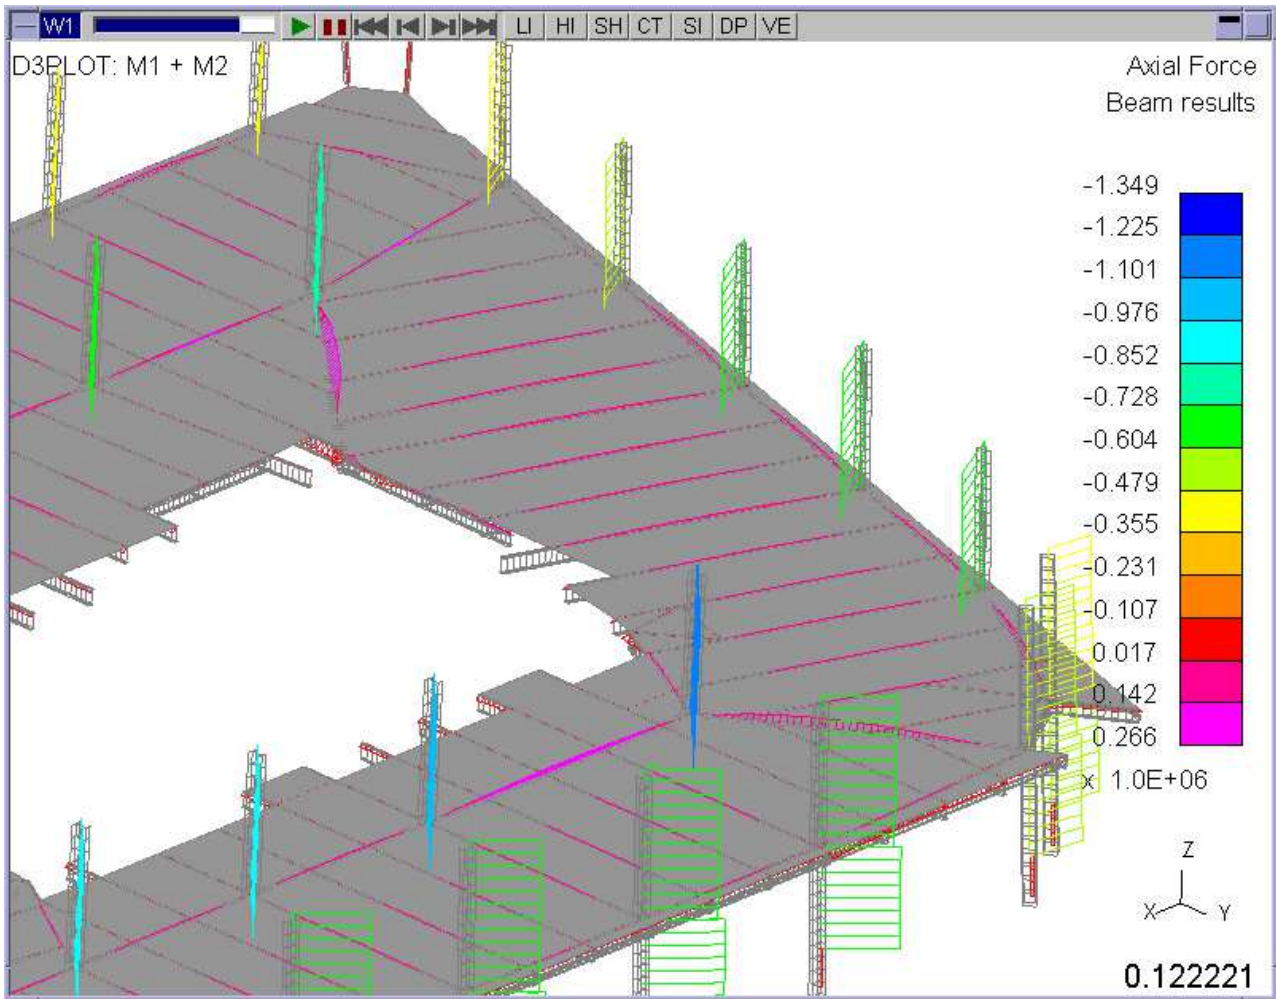 W1 LI HI SH CT SI DP VE
D3PLOT: M1 + M2
Axial Force
Beam results
-1.349
-1.225
-1.101
-0.976
-0.852
-0.728
-0.604
-0.479
-0.355
-0.231
-0.107
0.017
0.142
0.266
x 1.0E+06
Z
X Y
0.122221